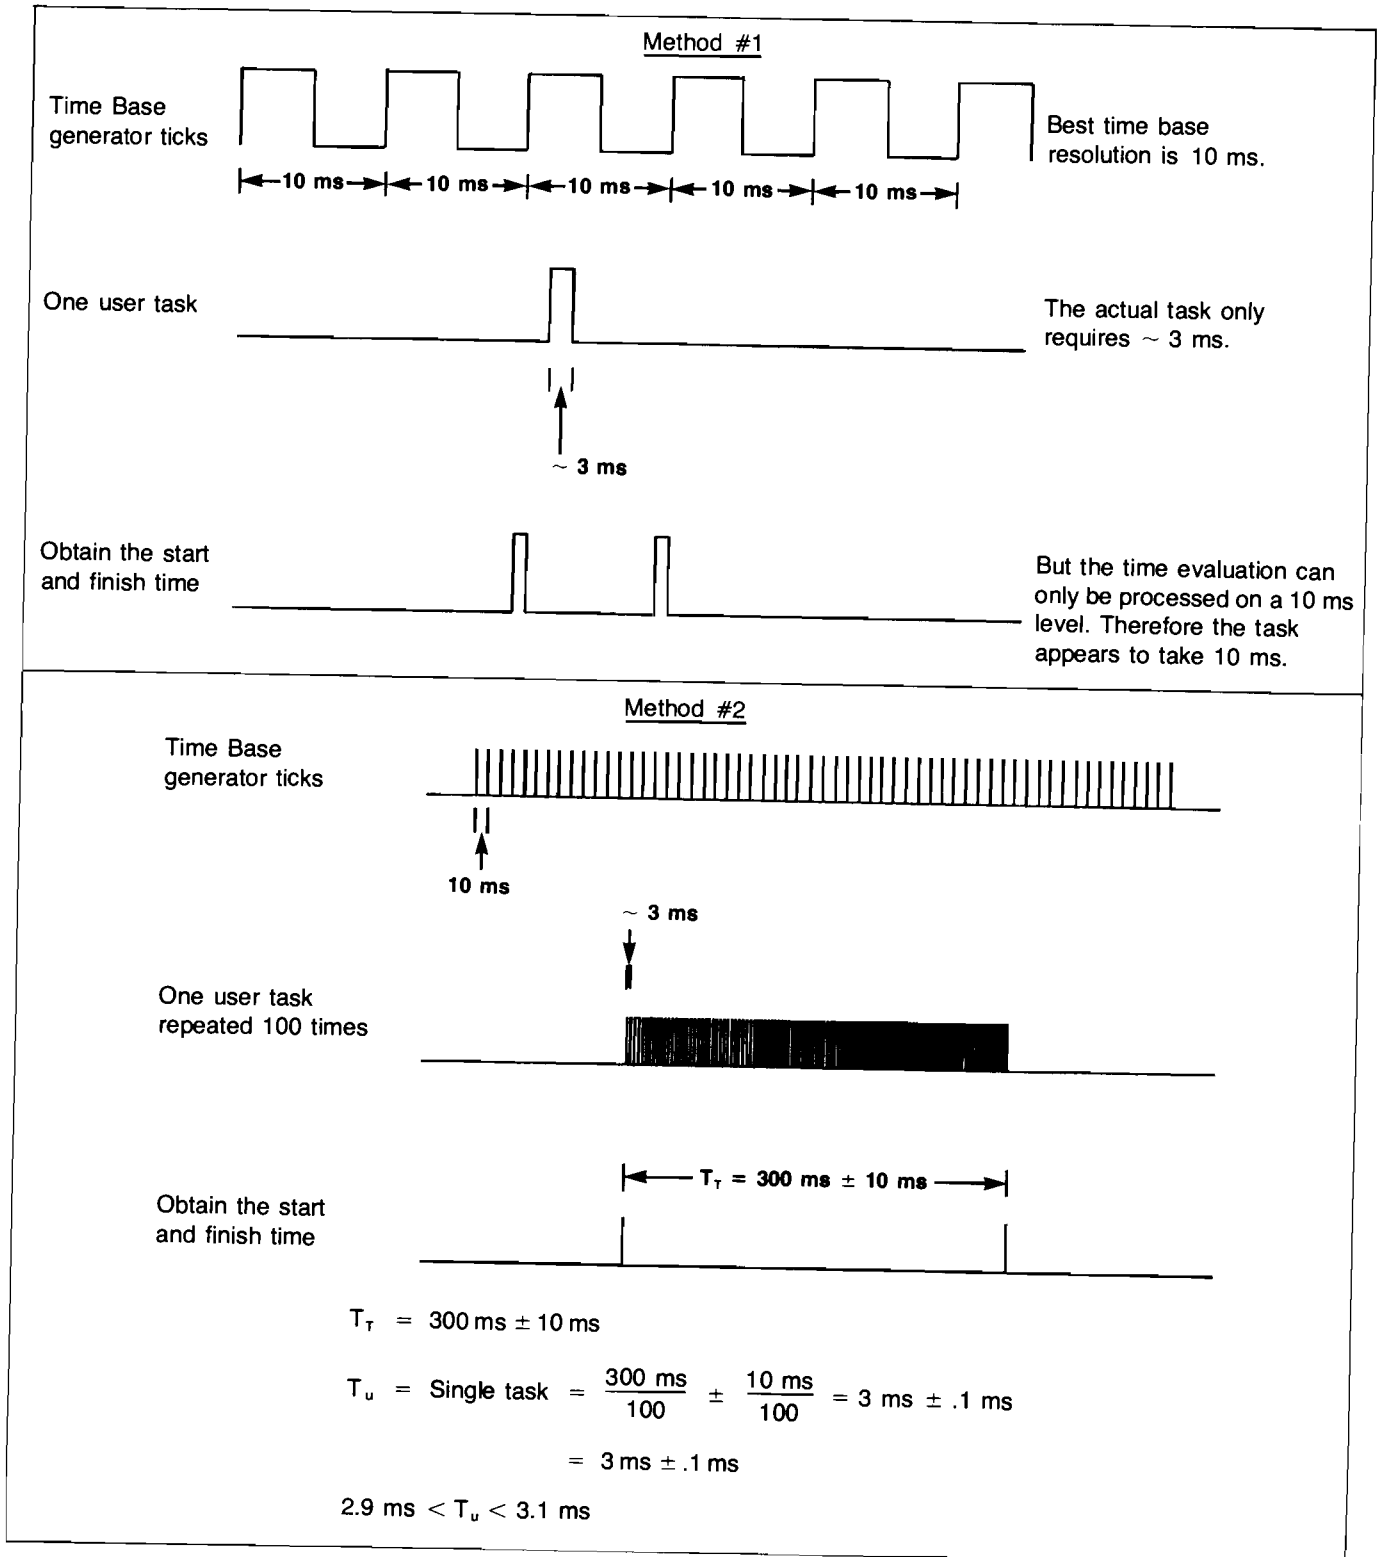 Method #1
Time Base
generator ticks
Best time base
resolution is 10 ms.
10 ms 10 ms 10 ms 10 ms 10 ms
One user task
The actual task only
requires ~ 3 ms.
~ 3 ms
Obtain the start
and finish time
But the time evaluation can
only be processed on a 10 ms
level. Therefore the task
appears to take 10 ms.
Method #2
Time Base
generator ticks
10 ms
~ 3 ms
One user task
repeated 100 times
T_T = 300 ms ± 10 ms
Obtain the start
and finish time
T_T = 300 ms ± 10 ms
T_u = Single task = 300 ms / 100 ± 10 ms / 100 = 3 ms ± .1 ms
= 3 ms ± .1 ms
2.9 ms < T_u < 3.1 ms